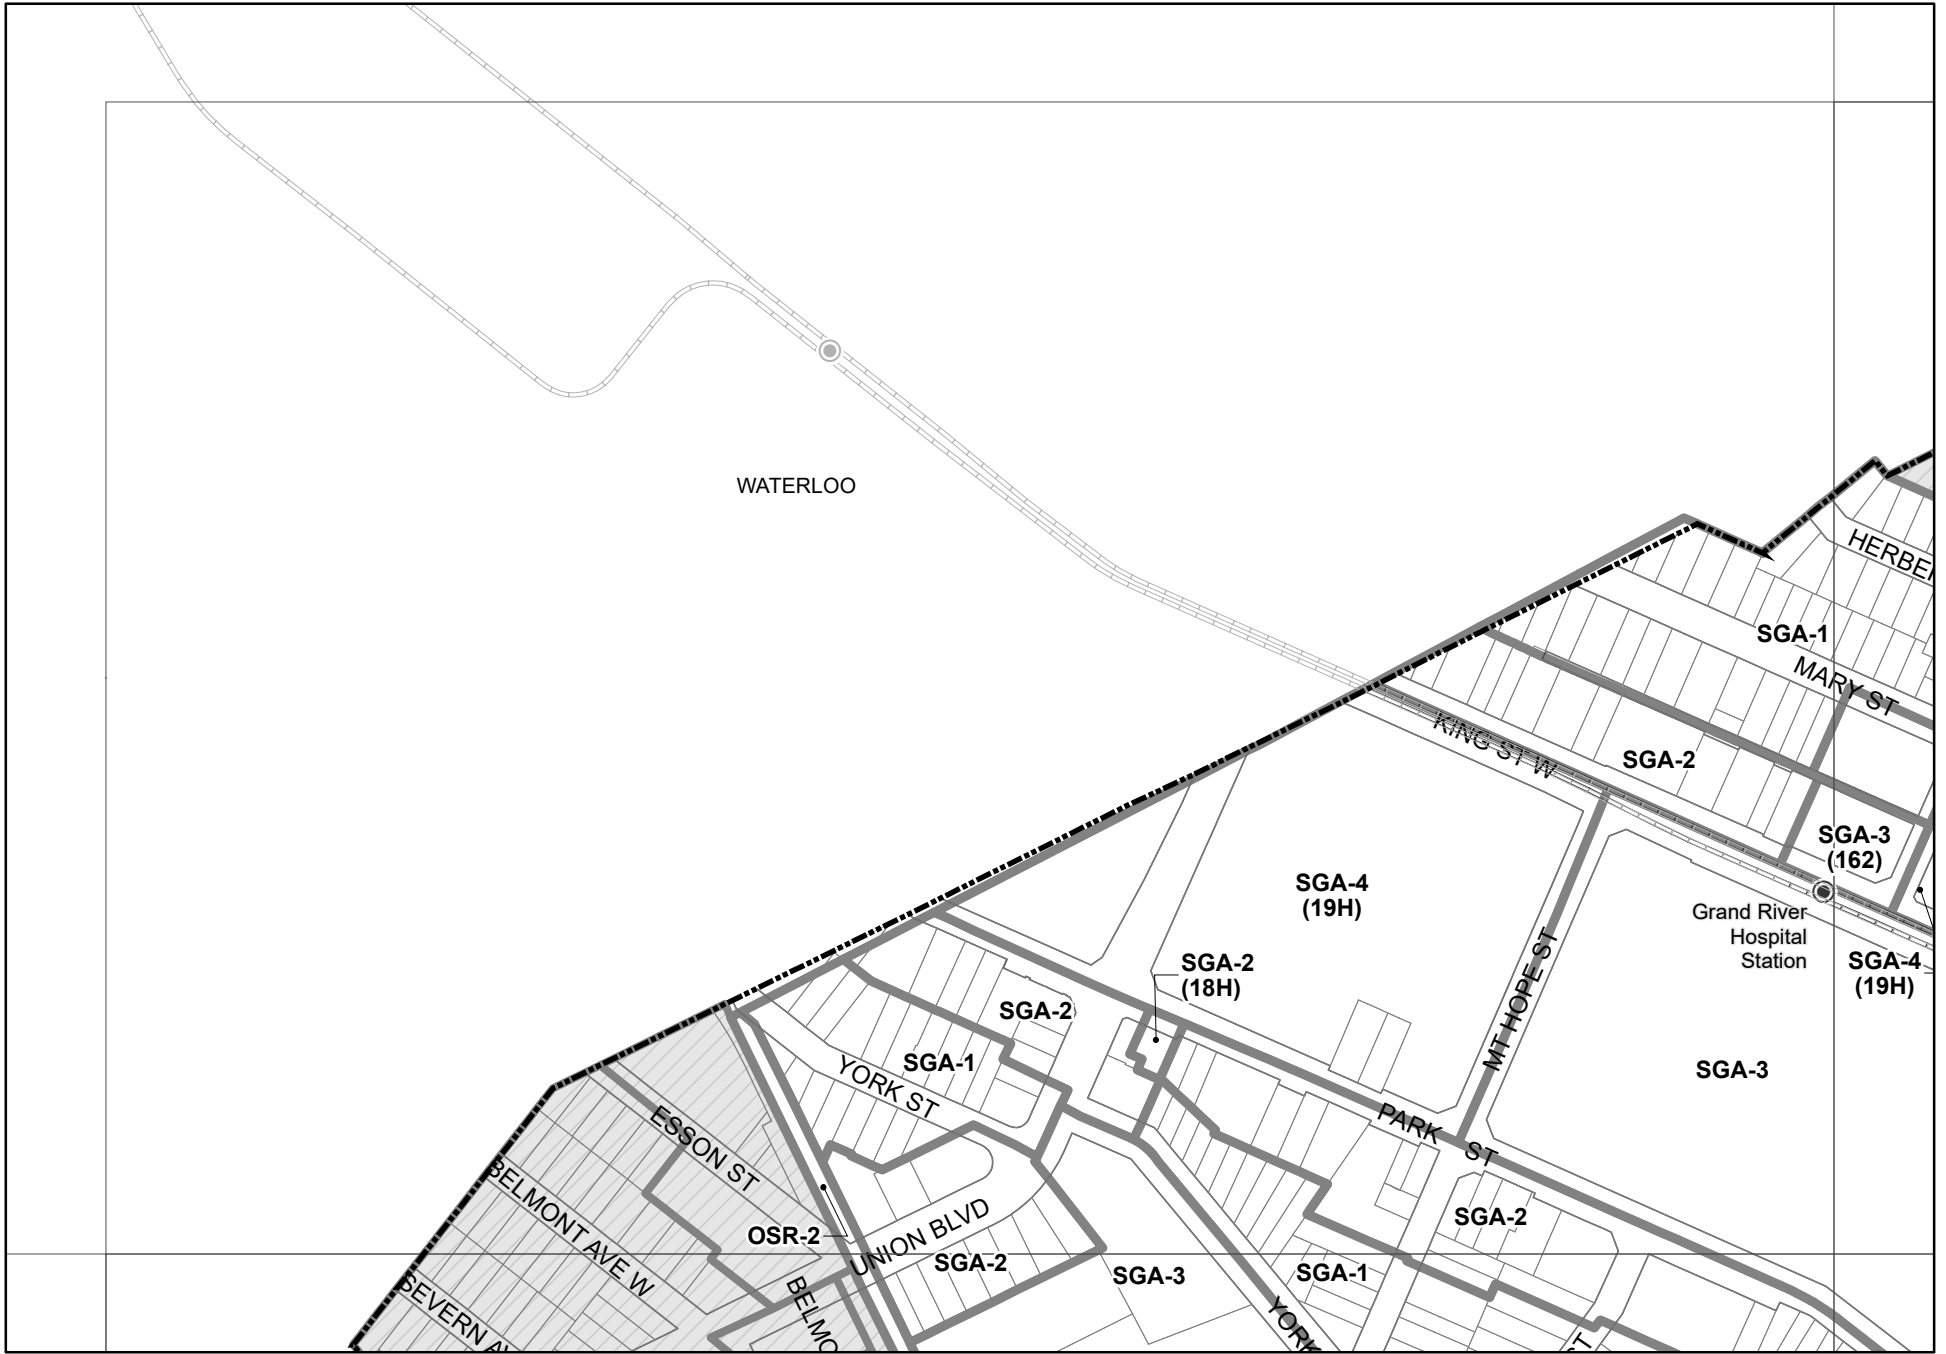 WATERLOO
HERBE
SGA-1
MARY ST
KING ST W
SGA-2
SGA-3
(162)
SGA-4
(19H)
Grand River
Hospital
Station
SGA-2
(18H)
SGA-4
(19H)
MT HOPE ST
SGA-2
SGA-1
YORK ST
SGA-3
ESSON ST
PARK ST
BELMONT AVE W
OSR-2
UNION BLVD
SGA-2
SGA-2
SGA-3
SGA-1
SEVERN AV
BELMO
YORK
ST